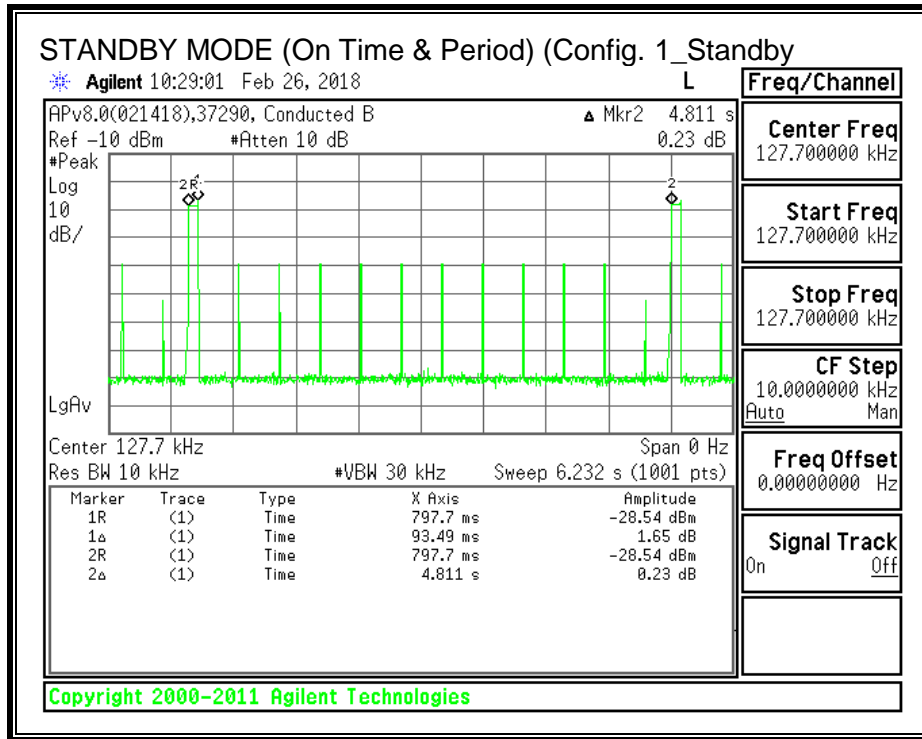 STANDBY MODE (On Time & Period) (Config. 1_Standby
Agilent 10:29:01 Feb 26, 2018 L
APv8.0(021418),37290, Conducted B
Δ Mkr2 4.811 s
Ref -10 dBm #Atten 10 dB 0.23 dB
#Peak
Log
10
dB/
2R
2
LgAv
Center 127.7 kHz Span 0 Hz
Res BW 10 kHz #VBW 30 kHz Sweep 6.232 s (1001 pts)
Marker Trace Type X Axis Amplitude
1R (1) Time 797.7 ms -28.54 dBm
1Δ (1) Time 93.49 ms 1.65 dB
2R (1) Time 797.7 ms -28.54 dBm
2Δ (1) Time 4.811 s 0.23 dB
Freq/Channel
Center Freq
127.700000 kHz
Start Freq
127.700000 kHz
Stop Freq
127.700000 kHz
CF Step
10.0000000 kHz
Auto Man
Freq Offset
0.00000000 Hz
Signal Track
On Off
Copyright 2000-2011 Agilent Technologies